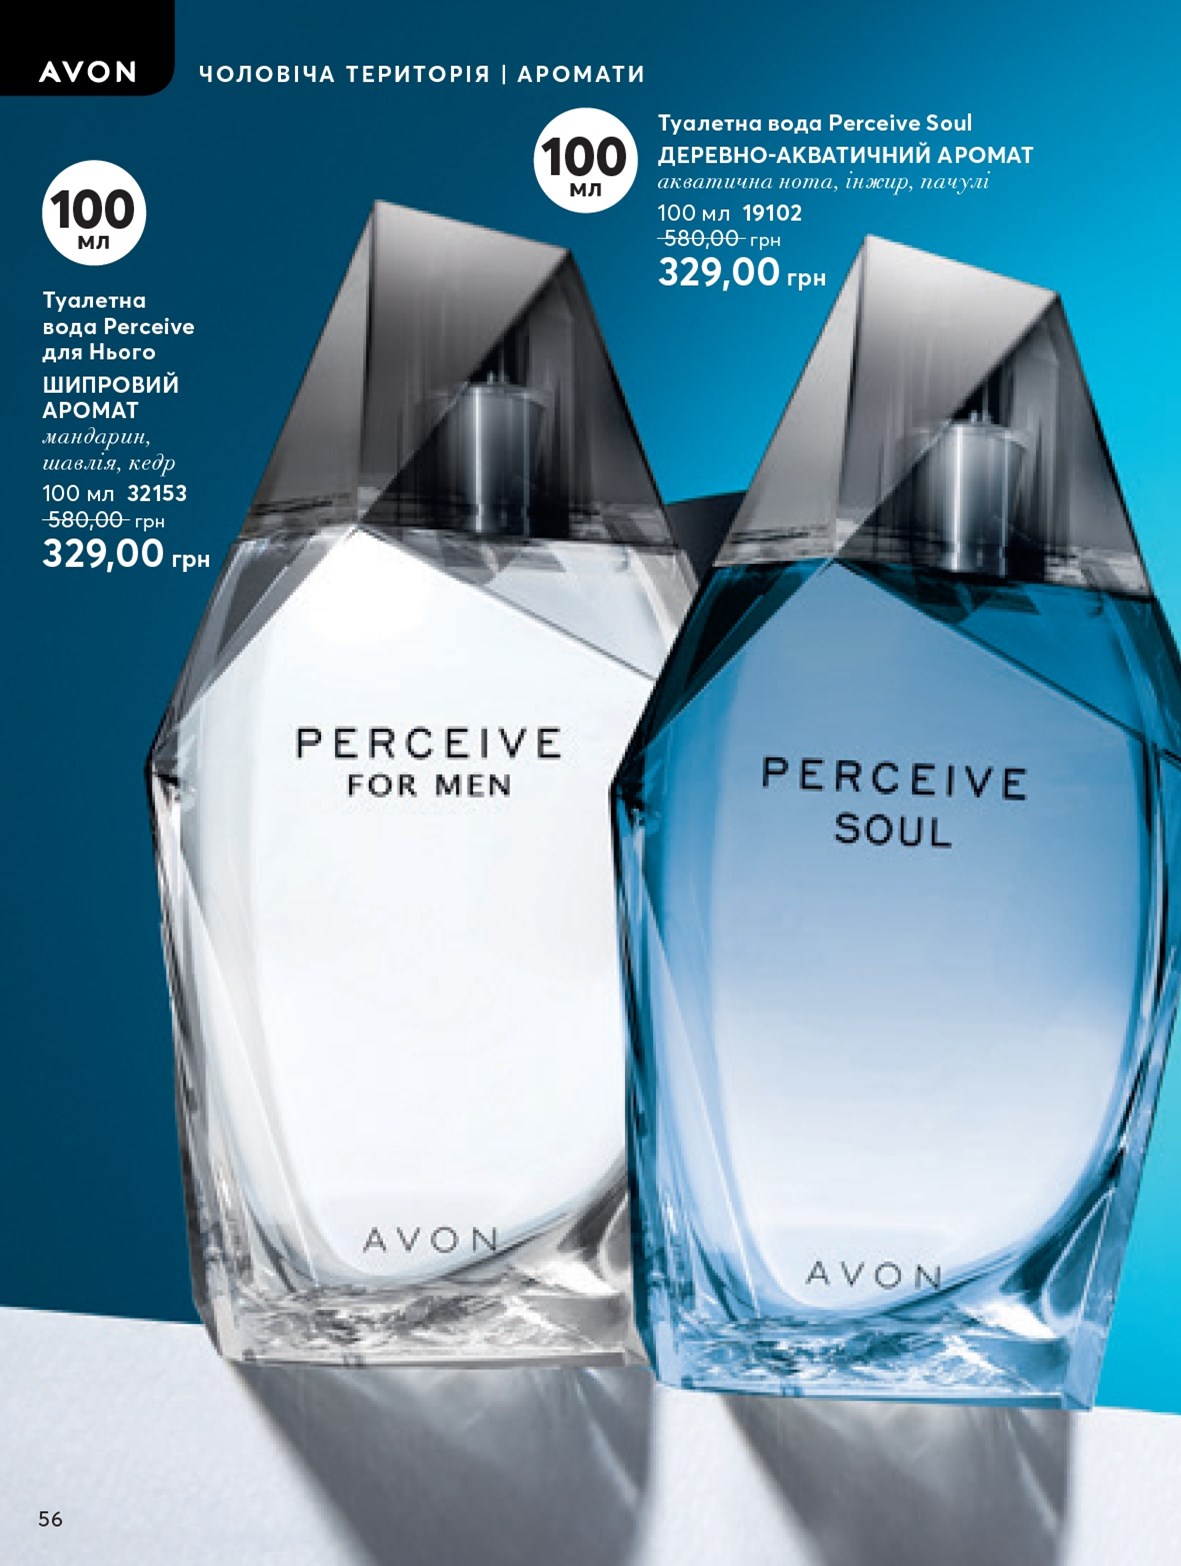 AVON
ЧОЛОВІЧА ТЕРИТОРІЯ | АРОМАТИ
100
МЛ
Туалетна
вода Perceive
для Нього
ШИПРОВИЙ
АРОМАТ
мандарин,
шавлія, кедр
100 мл 32153
580,00 грн
329,00 грн
100
МЛ
Туалетна вода Perceive Soul
ДЕРЕВНО-АКВАТИЧНИЙ АРОМАТ
акватична нота, інжир, пачулі
100 мл 19102
580,00 грн
329,00 грн
PERCEIVE
FOR MEN
AVON
PERCEIVE
SOUL
AVON
56